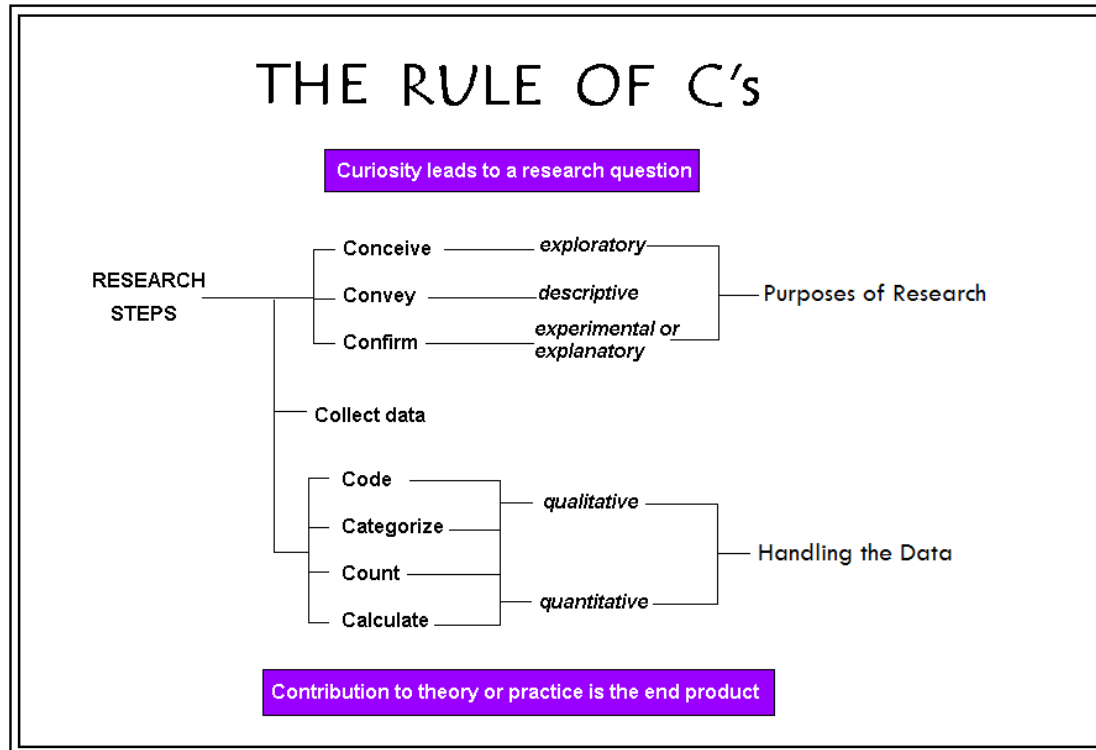 THE RULE OF C's
Curiosity leads to a research question
RESEARCH
STEPS
Conceive
exploratory
Convey
descriptive
Confirm
experimental or
explanatory
Purposes of Research
Collect data
Code
Categorize
Count
Calculate
qualitative
quantitative
Handling the Data
Contribution to theory or practice is the end product